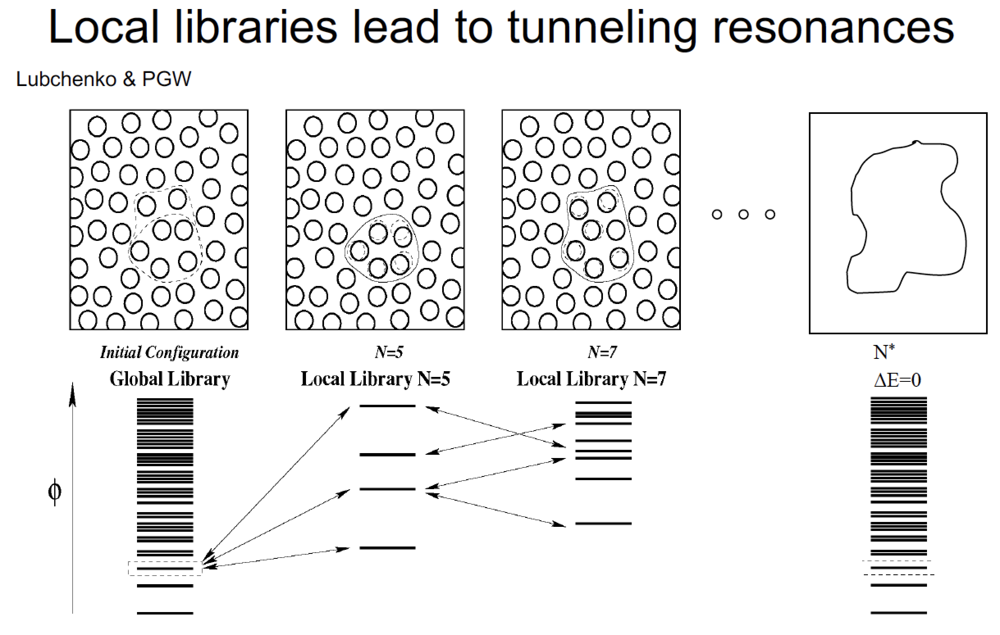 Local libraries lead to tunneling resonances
Lubchenko & PGW
Initial Configuration
N=5
N=7
N*
Global Library
Local Library N=5
Local Library N=7
ΔE=0
ϕ